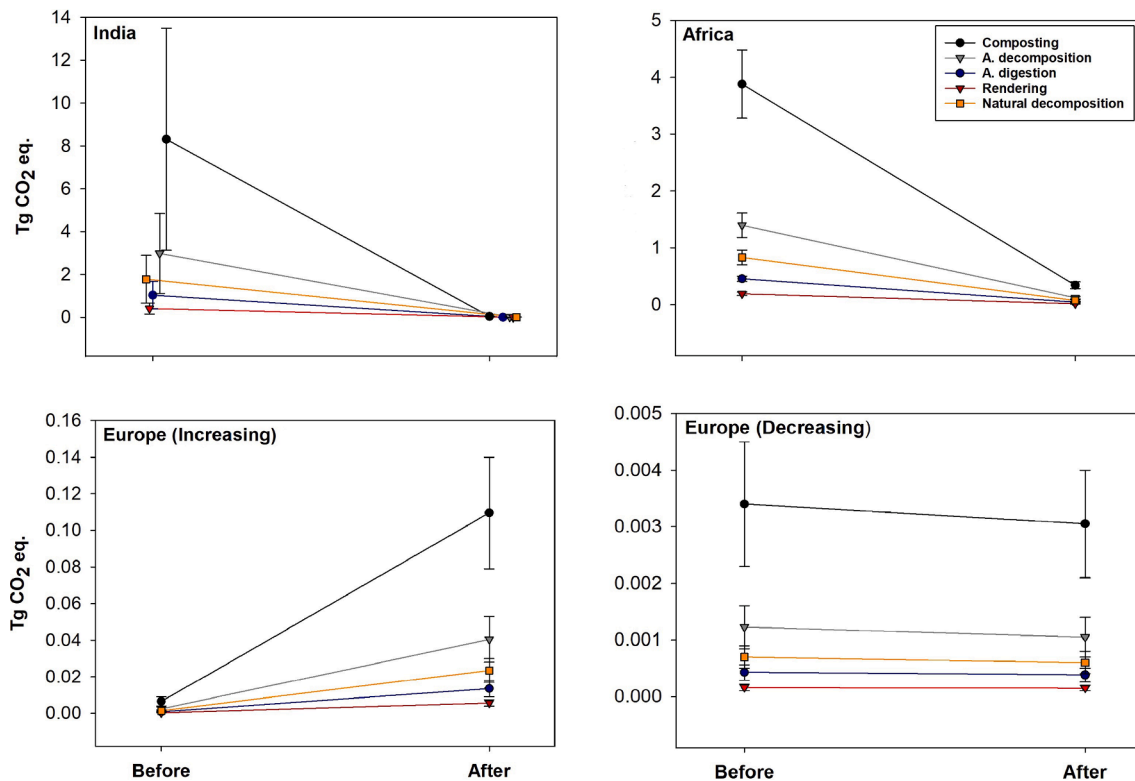 India
Tg CO2 eq.
14
12
10
8
6
4
2
0
Africa
5
4
3
2
1
0
Composting
A. decomposition
A. digestion
Rendering
Natural decomposition
Europe (Increasing)
Tg CO2 eq.
0.16
0.14
0.12
0.10
0.08
0.06
0.04
0.02
0.00
Before After
Europe (Decreasing)
0.005
0.004
0.003
0.002
0.001
0.000
Before After